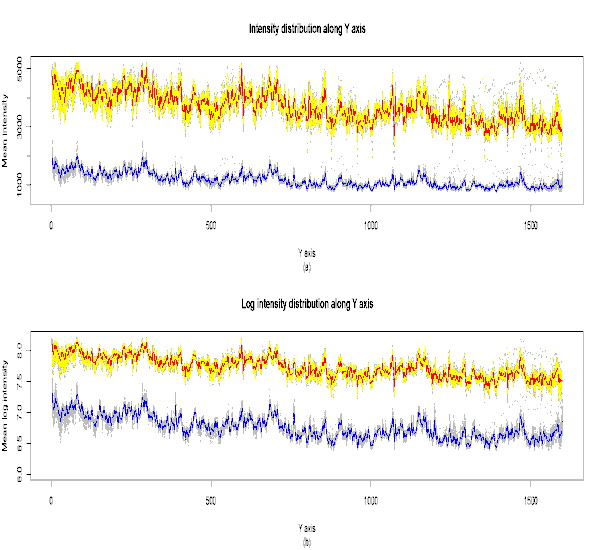 Intensity distribution along Y axis
Mean intensity
5000
3000
1000
0
500
1000
1500
Y axis
(a)
Log intensity distribution along Y axis
Mean log intensity
8.0
7.5
7.0
6.5
6.0
0
500
1000
1500
Y axis
(b)